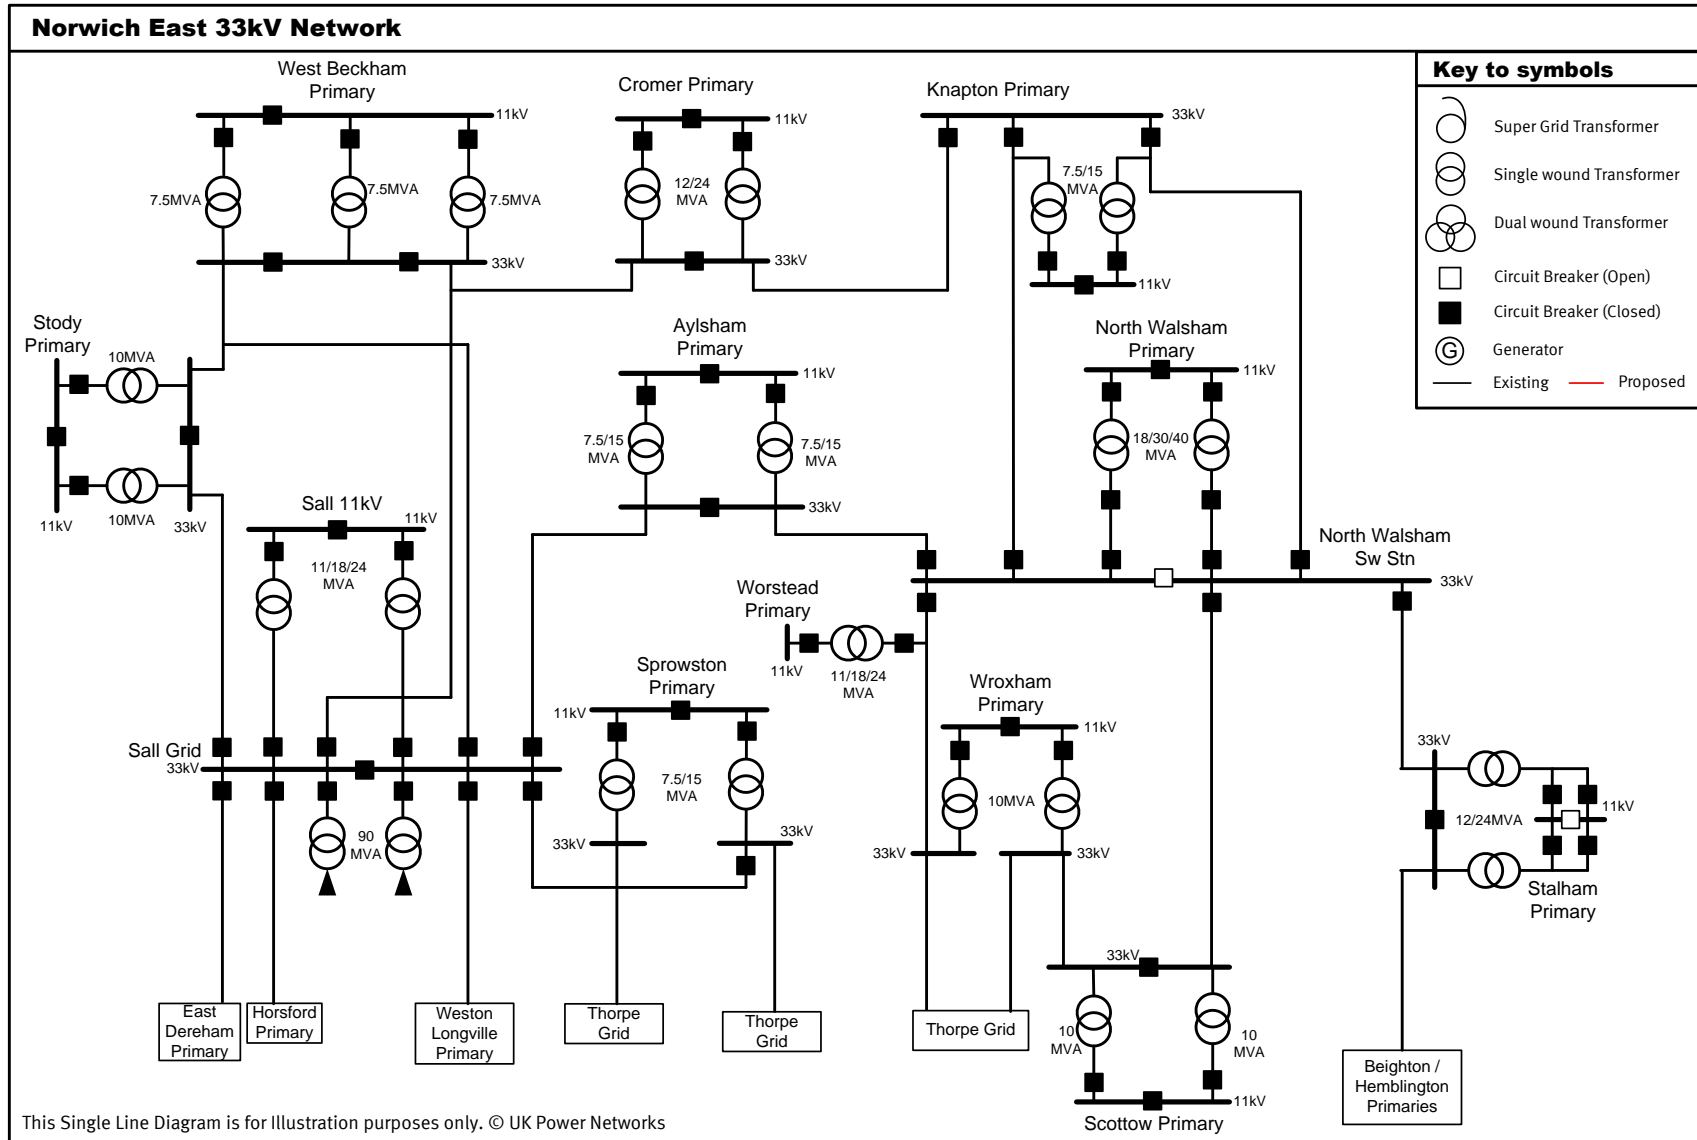 Norwich East 33kV Network
West Beckham
Primary
11kV
7.5MVA
7.5MVA
7.5MVA
33kV
Cromer Primary
11kV
12/24
MVA
33kV
Knapton Primary
33kV
7.5/15
MVA
11kV
Key to symbols
Super Grid Transformer
Single wound Transformer
Dual wound Transformer
Circuit Breaker (Open)
Circuit Breaker (Closed)
G
Generator
Existing
Proposed
Stody
Primary
10MVA
10MVA
11kV
33kV
Aylsham
Primary
11kV
7.5/15
MVA
7.5/15
MVA
33kV
North Walsham
Primary
11kV
18/30/40
MVA
Sall 11kV
11kV
11/18/24
MVA
North Walsham
Sw Stn
33kV
Worstead
Primary
11kV
11/18/24
MVA
Sprowston
Primary
11kV
7.5/15
MVA
33kV
33kV
Wroxham
Primary
11kV
10MVA
33kV
33kV
Sall Grid
33kV
90
MVA
33kV
12/24MVA
11kV
Stalham
Primary
33kV
10
MVA
10
MVA
11kV
Scottow Primary
East
Dereham
Primary
Horsford
Primary
Weston
Longville
Primary
Thorpe
Grid
Thorpe
Grid
Thorpe Grid
Beighton /
Hemblington
Primaries
This Single Line Diagram is for Illustration purposes only. © UK Power Networks